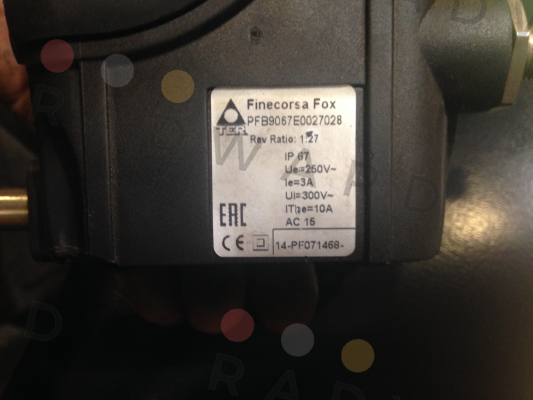 Finecorsa Fox
TER
PFB9067E0027028
Rev Ratio: 1:27
IP 67
Ue=250V~
Ie=3A
Ui=300V~
IThe=10A
AC 15
EAC
CE
14-PF071468-